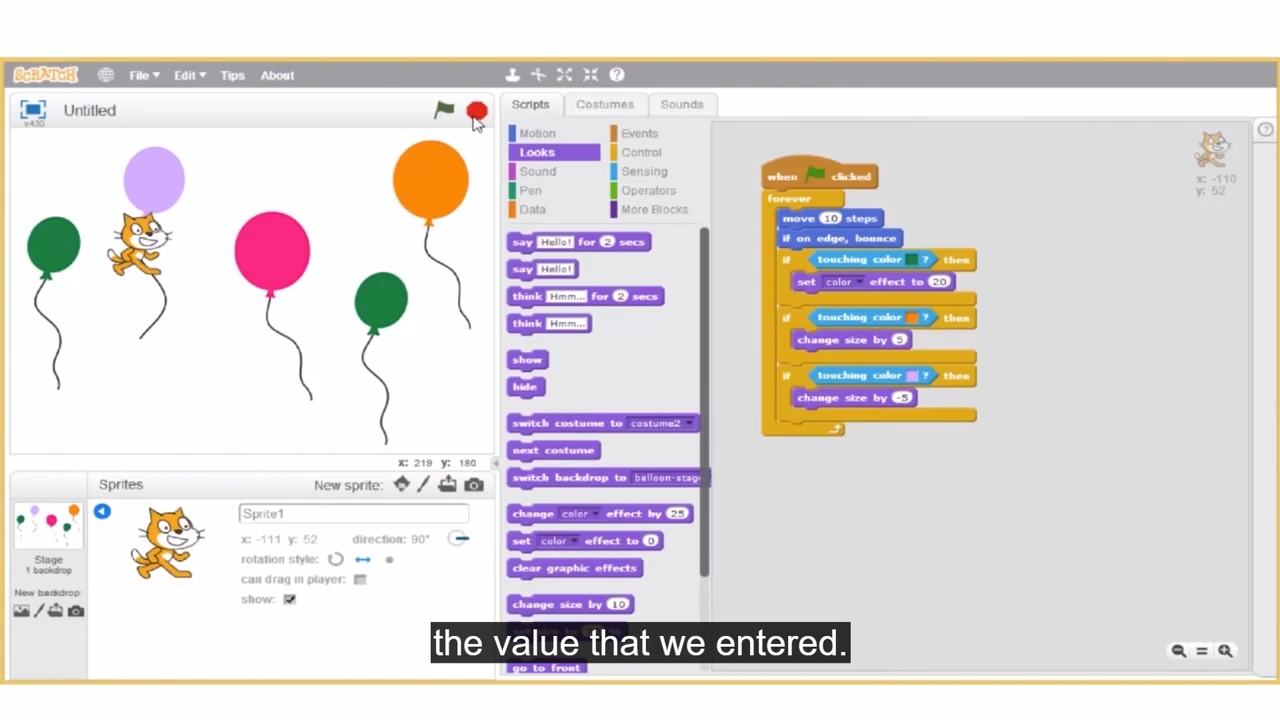 SCRATCH File Edit Tips About
Untitled
v430
x: 219 y: 180
Sprites New sprite:
Stage
1 backdrop
New backdrop:
Sprite1
x: -111 y: 52 direction: 90°
rotation style:
can drag in player:
show:
Scripts Costumes Sounds
Motion Events
Looks Control
Sound Sensing
Pen Operators
Data More Blocks
say Hello! for 2 secs
say Hello!
think Hmm... for 2 secs
think Hmm...
show
hide
switch costume to costume2
next costume
switch backdrop to balloon-stage
change color effect by 25
set color effect to 0
clear graphic effects
change size by 10
go to front
when clicked
forever
move 10 steps
if on edge, bounce
if touching color ? then
set color effect to 20
if touching color ? then
change size by 5
if touching color ? then
change size by -5
x: -110
y: 52
the value that we entered.